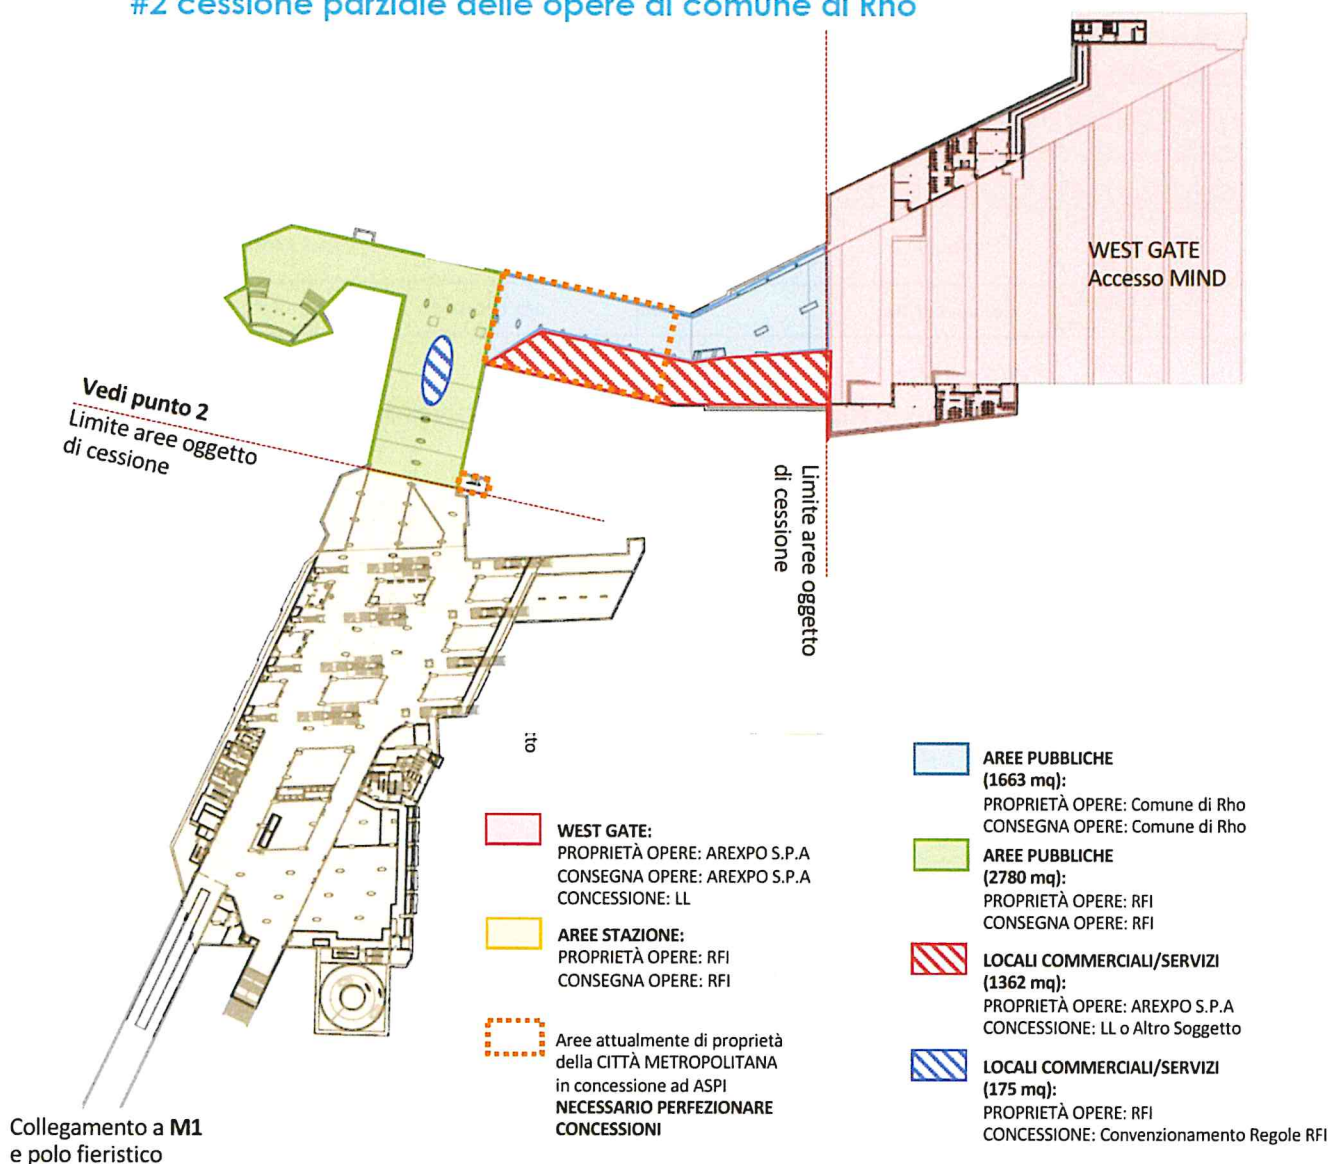 #2 cessione parziale delle opere di comune di Rho
WEST GATE
Accesso MIND
Vedi punto 2
Limite aree oggetto
di cessione
Limite aree oggetto
di cessione
tto
WEST GATE:
PROPRIETÀ OPERE: AREXPO S.P.A
CONSEGNA OPERE: AREXPO S.P.A
CONCESSIONE: LL
AREE STAZIONE:
PROPRIETÀ OPERE: RFI
CONSEGNA OPERE: RFI
Aree attualmente di proprietà
della CITTÀ METROPOLITANA
in concessione ad ASPI
NECESSARIO PERFEZIONARE
CONCESSIONI
AREE PUBBLICHE
(1663 mq):
PROPRIETÀ OPERE: Comune di Rho
CONSEGNA OPERE: Comune di Rho
AREE PUBBLICHE
(2780 mq):
PROPRIETÀ OPERE: RFI
CONSEGNA OPERE: RFI
LOCALI COMMERCIALI/SERVIZI
(1362 mq):
PROPRIETÀ OPERE: AREXPO S.P.A
CONCESSIONE: LL o Altro Soggetto
LOCALI COMMERCIALI/SERVIZI
(175 mq):
PROPRIETÀ OPERE: RFI
CONCESSIONE: Convenzionamento Regole RFI
Collegamento a M1
e polo fieristico